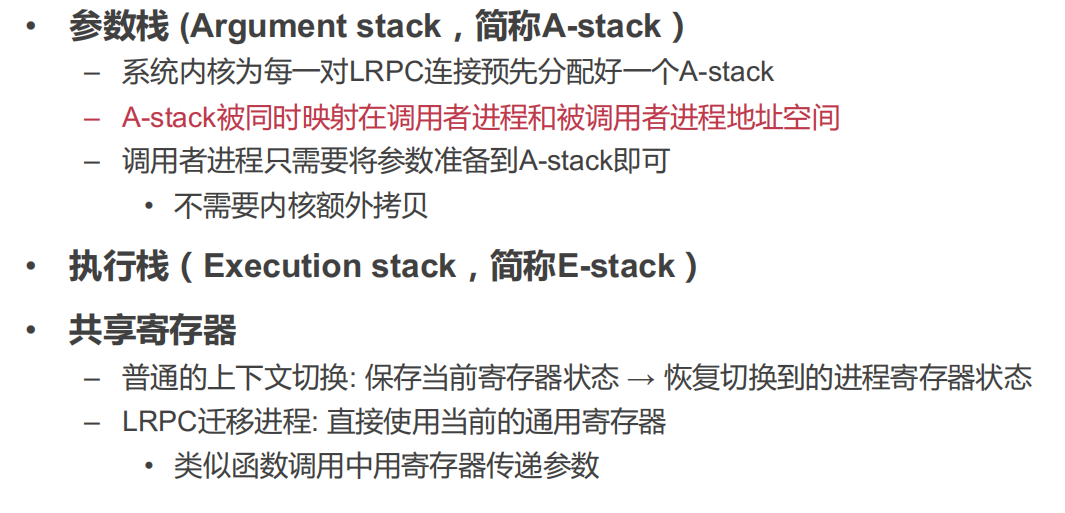 • 参数栈 (Argument stack，简称A-stack）
– 系统内核为每一对LRPC连接预先分配好一个A-stack
– A-stack被同时映射在调用者进程和被调用者进程地址空间
– 调用者进程只需要将参数准备到A-stack即可
• 不需要内核额外拷贝
• 执行栈（Execution stack，简称E-stack）
• 共享寄存器
– 普通的上下文切换: 保存当前寄存器状态 → 恢复切换到的进程寄存器状态
– LRPC迁移进程: 直接使用当前的通用寄存器
• 类似函数调用中用寄存器传递参数